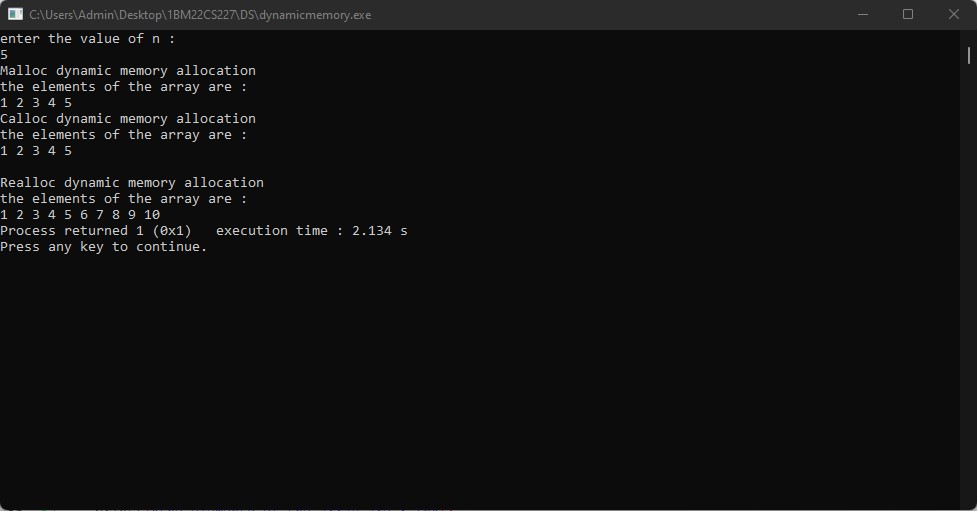 C:\Users\Admin\Desktop\1BM22CS227\DS\dynamicmemory.exe
enter the value of n :
5
Malloc dynamic memory allocation
the elements of the array are :
1 2 3 4 5
Calloc dynamic memory allocation
the elements of the array are :
1 2 3 4 5

Realloc dynamic memory allocation
the elements of the array are :
1 2 3 4 5 6 7 8 9 10
Process returned 1 (0x1)   execution time : 2.134 s
Press any key to continue.